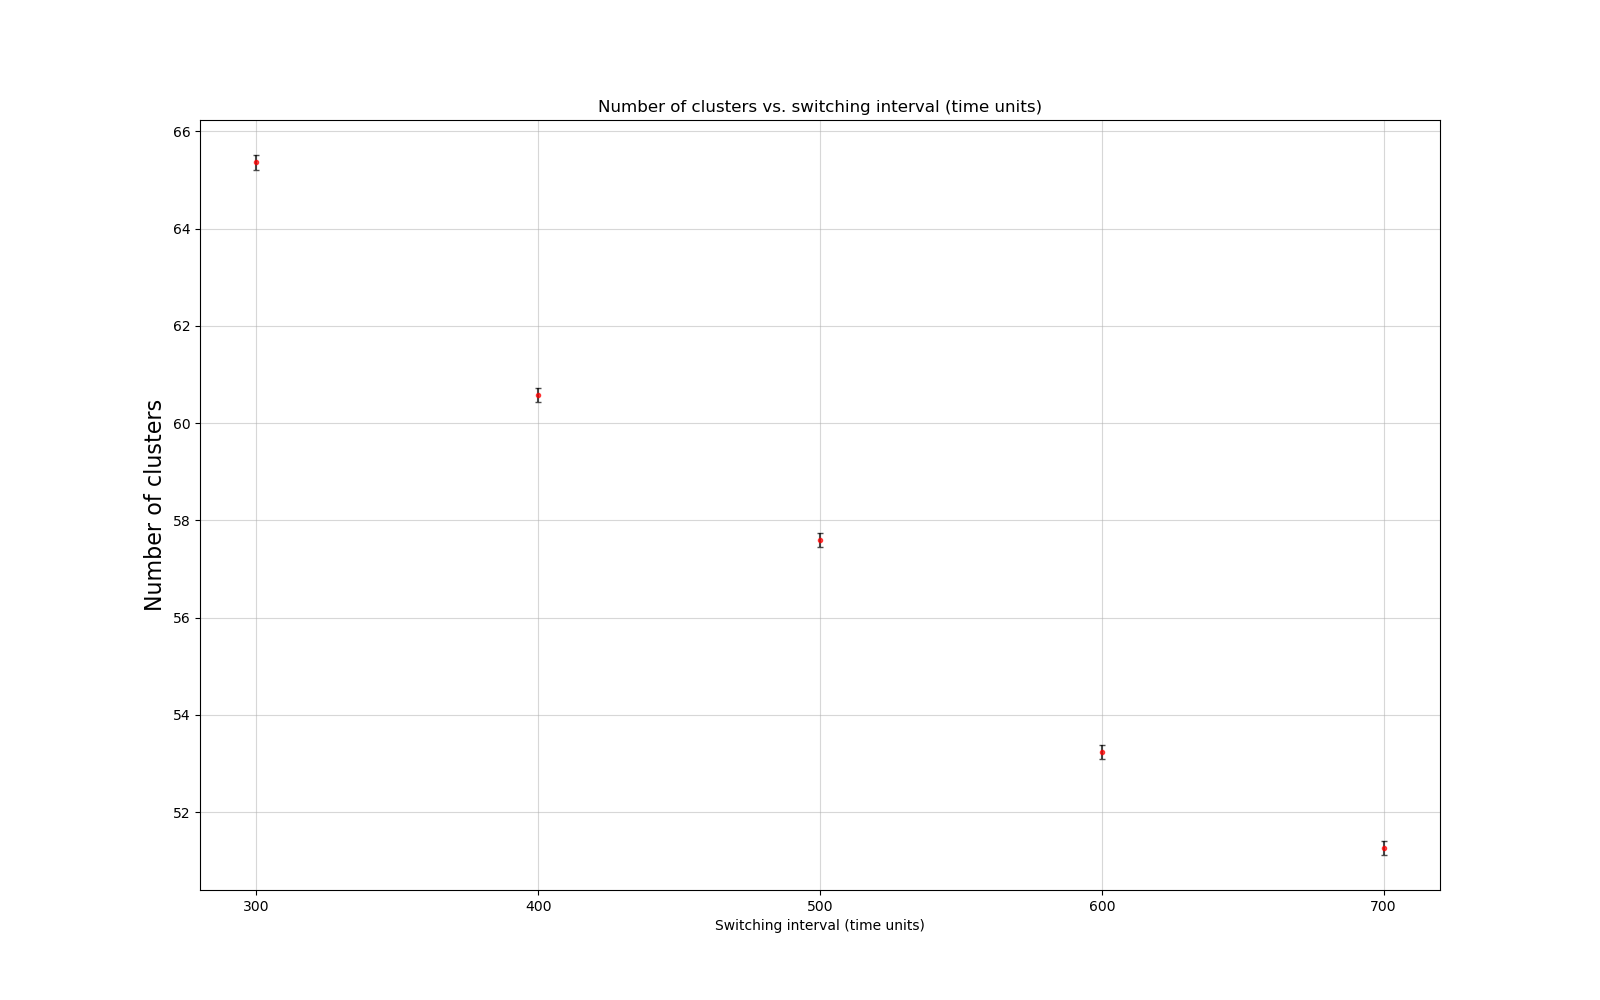 Number of clusters vs. switching interval (time units)
66
64
62
60
58
56
54
52
Number of clusters
300 400 500 600 700
Switching interval (time units)